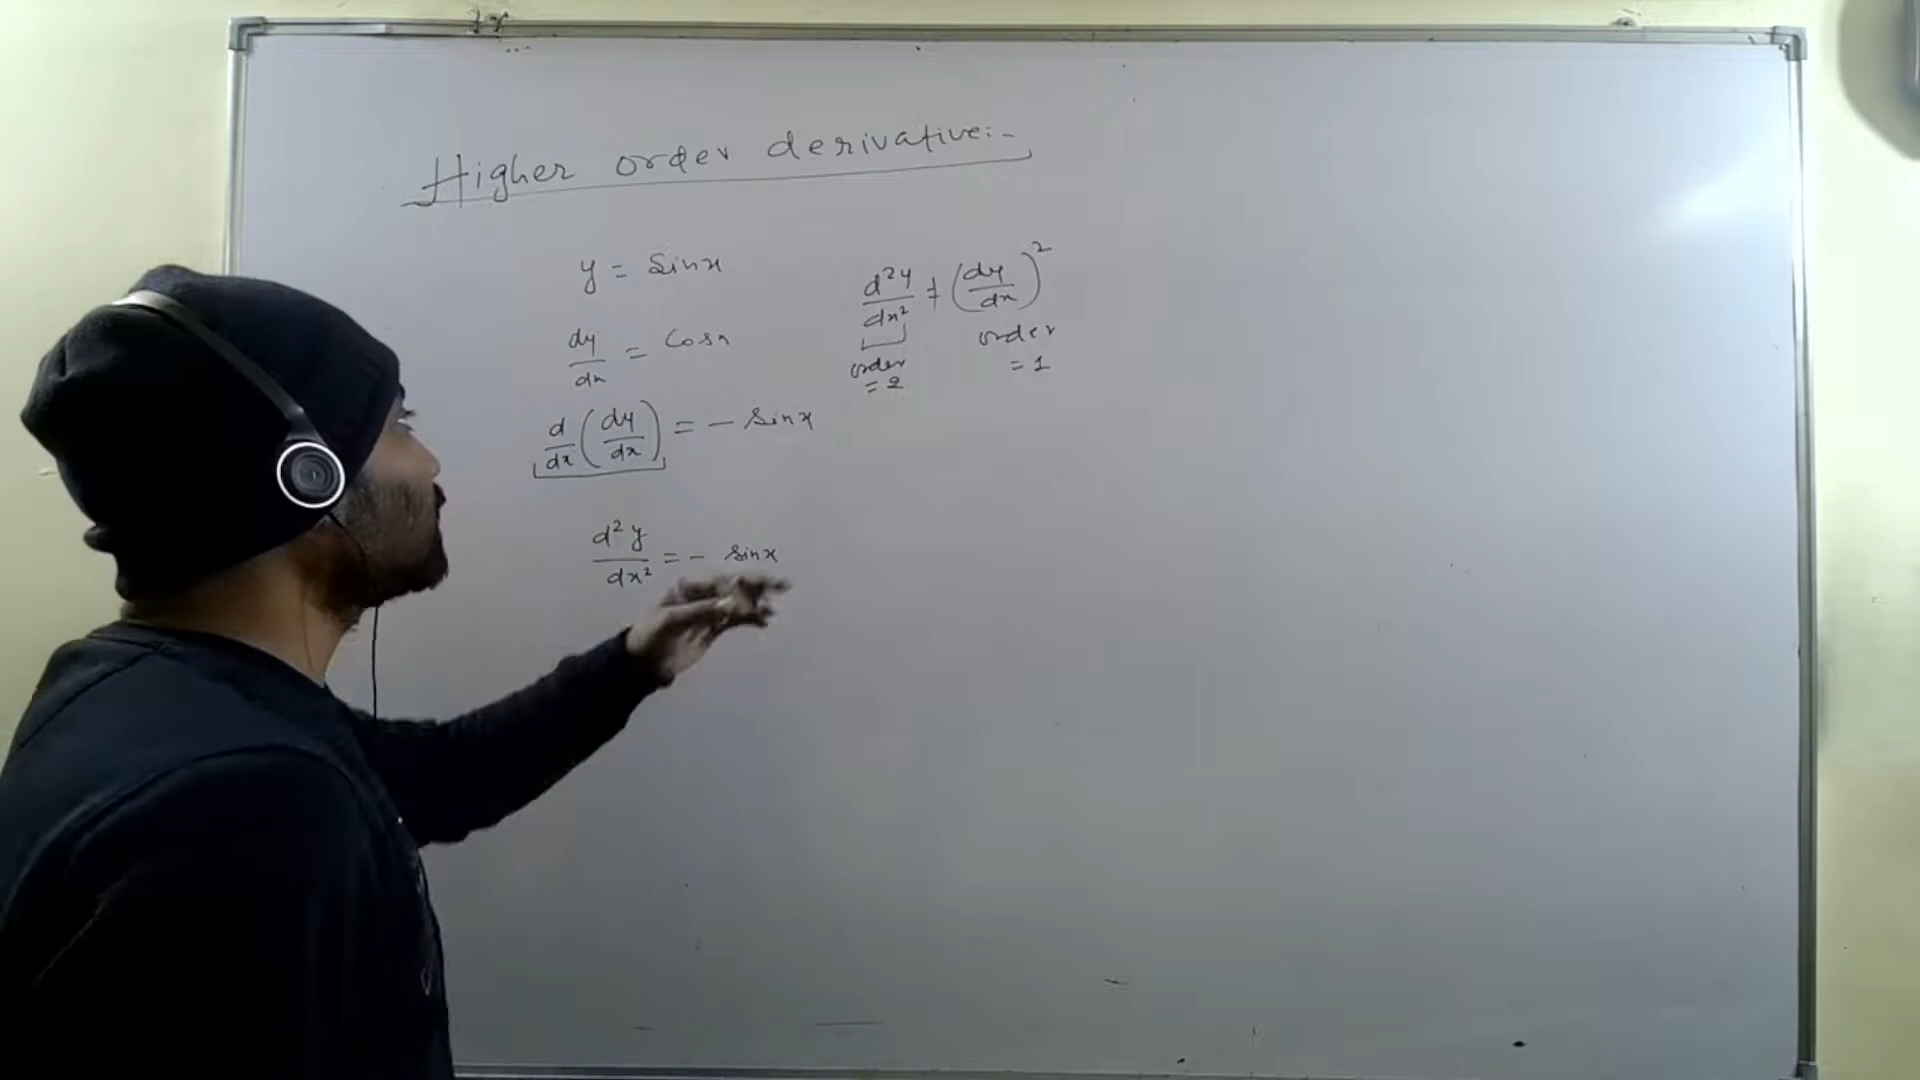 Higher order derivative:-
y = Sinx
dy/dx = Cosx
d/dx (dy/dx) = - Sinx
d²y/dx² = - Sinx
d²y/dx² ≠ (dy/dx)²
order = 2
order = 1